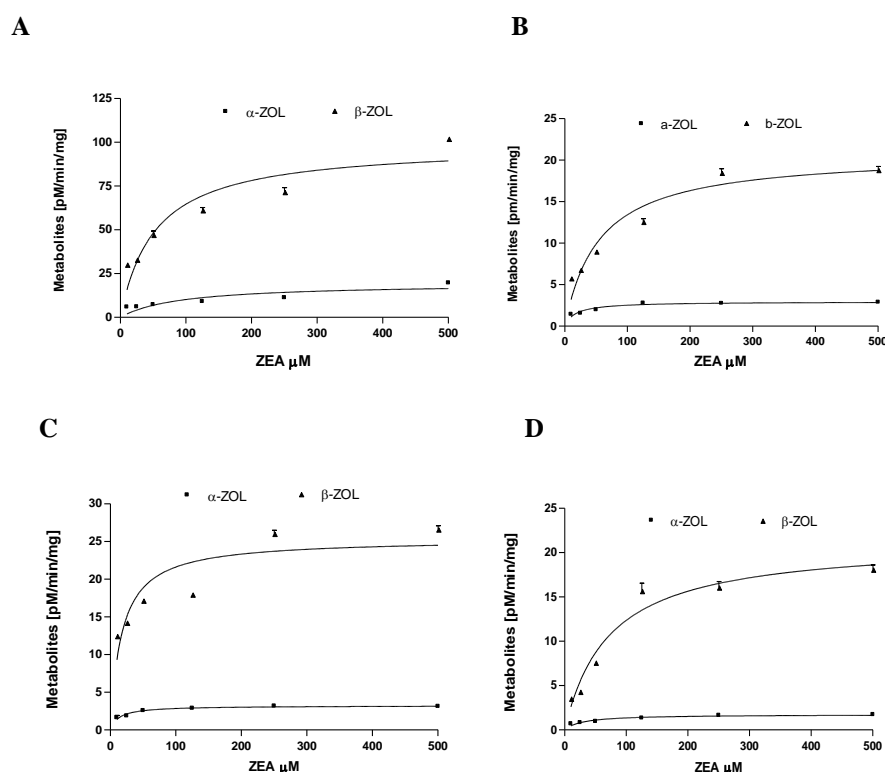 A
B
α-ZOL β-ZOL
Metabolites [pM/min/mg]
125
100
75
50
25
0
0 100 200 300 400 500
ZEA μM
a-ZOL b-ZOL
Metabolites [pm/min/mg]
25
20
15
10
5
0
0 100 200 300 400 500
ZEA μM
C
D
α-ZOL β-ZOL
Metabolites [pM/min/mg]
30
25
20
15
10
5
0
0 100 200 300 400 500
ZEA μM
α-ZOL β-ZOL
Metabolites [pM/min/mg]
25
20
15
10
5
0
0 100 200 300 400 500
ZEA μM